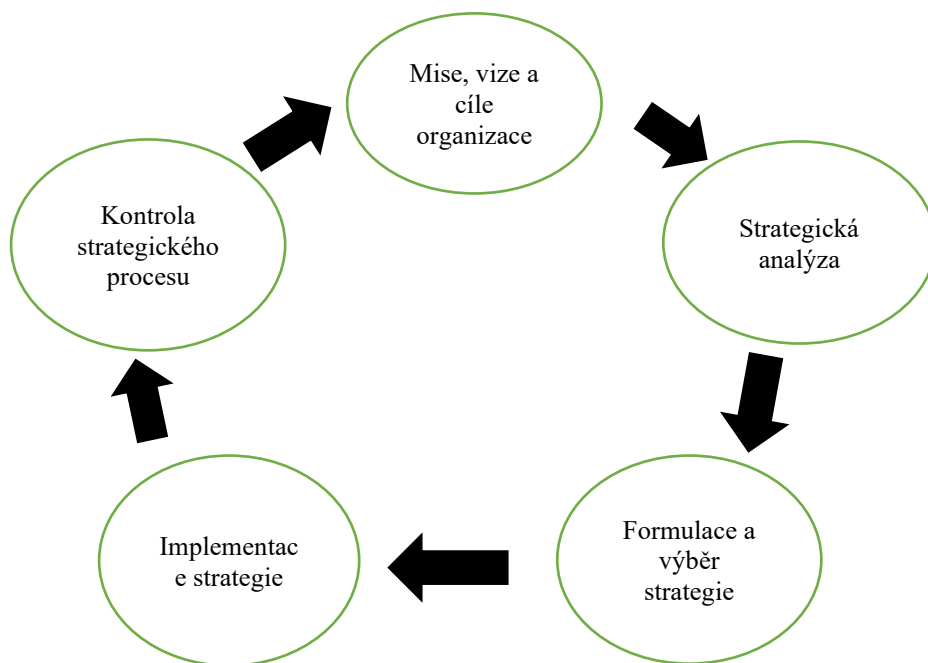 Mise, vize a
cíle
organizace
Strategická
analýza
Formulace a
výběr
strategie
Implementac
e strategie
Kontrola
strategického
procesu